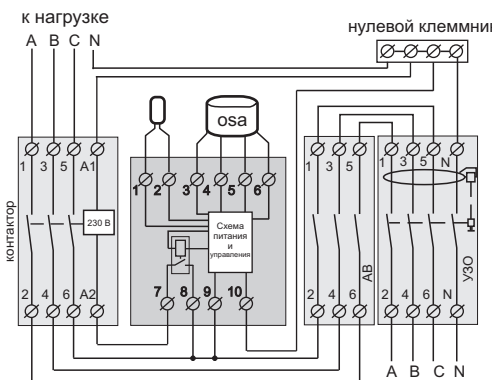 к нагрузке
нулевой клеммник
A B C N
osa
1 3 5 A1
1 2 3 4 5 6
1 3 5
1 3 5 N
контактор
230 В
Схема
питания
и
управления
АВ
УЗО
2 4 6 A2
7 8 9 10
2 4 6
2 4 6 N
A B C N